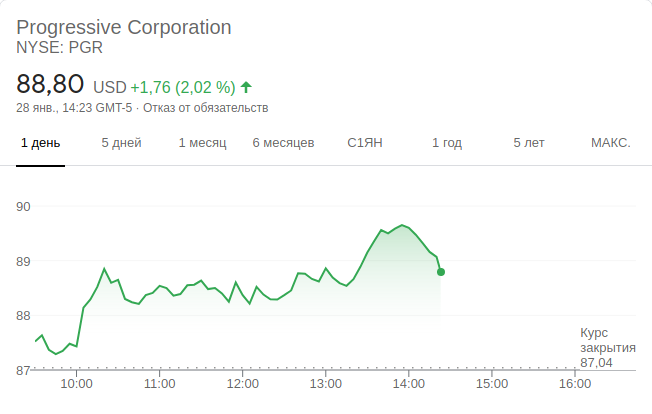 Progressive Corporation
NYSE: PGR
88,80 USD +1,76 (2,02 %)
28 янв., 14:23 GMT-5 · Отказ от обязательств
1 день 5 дней 1 месяц 6 месяцев С1ЯН 1 год 5 лет МАКС.
90
89
88
Курс
закрытия
87,04
87
10:00 11:00 12:00 13:00 14:00 15:00 16:00